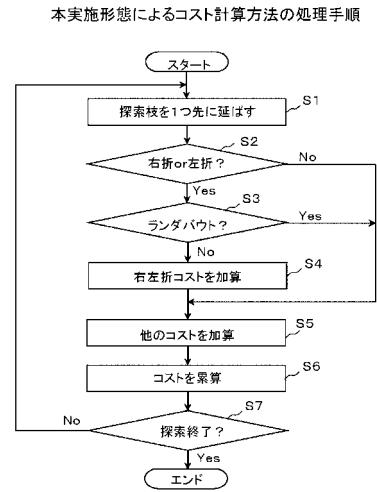 本実施形態によるコスト計算方法の処理手順
スタート
S1
探索枝を1つ先に延ばす
S2
右折or左折？
No
Yes
S3
ランダバウト？
Yes
No
S4
右左折コストを加算
S5
他のコストを加算
S6
コストを累算
S7
No
探索終了？
Yes
エンド